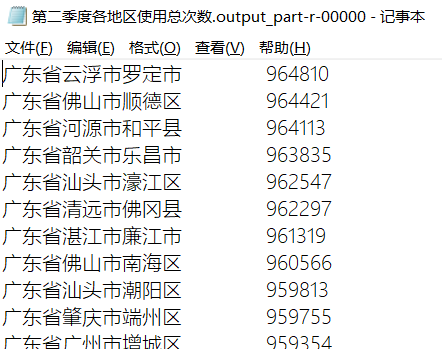 第二季度各地区使用总次数.output_part-r-00000 - 记事本
文件(F) 编辑(E) 格式(O) 查看(V) 帮助(H)
广东省云浮市罗定市 964810
广东省佛山市顺德区 964421
广东省河源市和平县 964113
广东省韶关市乐昌市 963835
广东省汕头市濠江区 962547
广东省清远市佛冈县 962297
广东省湛江市廉江市 961319
广东省佛山市南海区 960566
广东省汕头市潮阳区 959813
广东省肇庆市端州区 959755
广东省广州市增城区 959354